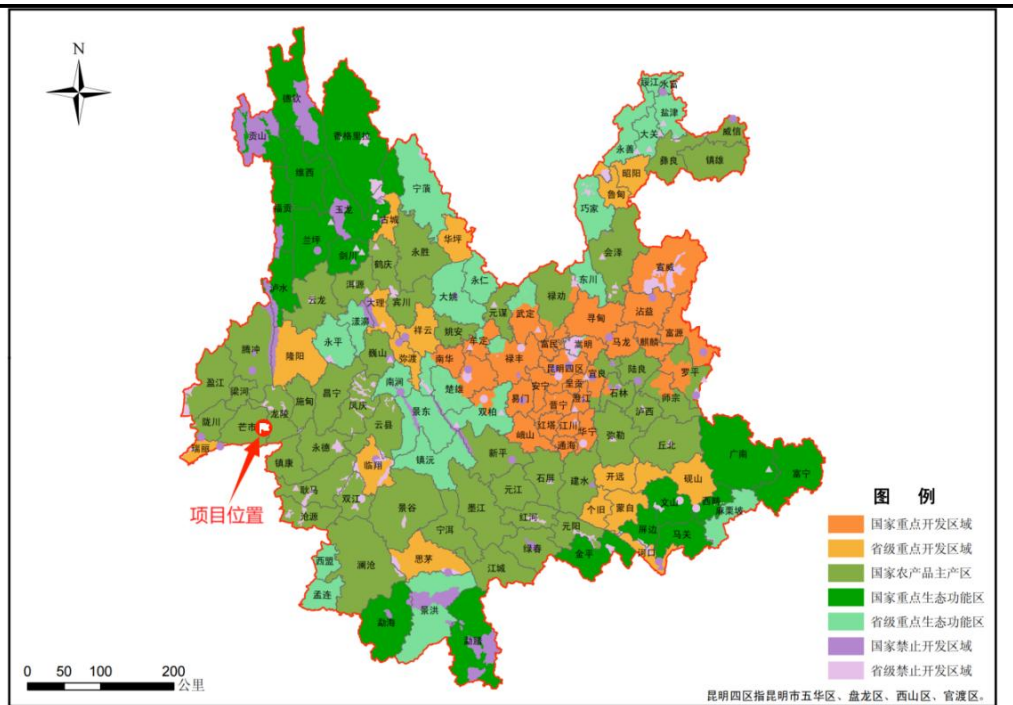 N
德钦
贡山
香格里拉
维西
福贡
玉龙
兰坪
剑川
泸水
宁蒗
古城
华坪
永胜
鹤庆
洱源
云龙
大理
宾川
漾濞
永平
隆阳
腾冲
盈江
梁河
陇川
芒市
瑞丽
龙陵
施甸
昌宁
巍山
弥渡
祥云
南涧
凤庆
云县
永德
镇康
耿马
沧源
双江
临翔
大姚
永仁
元谋
姚安
牟定
南华
楚雄
双柏
景东
镇沅
景谷
宁洱
思茅
澜沧
西盟
孟连
勐海
景洪
勐腊
江城
墨江
元江
新平
红河
绿春
元阳
金平
石屏
建水
个旧
蒙自
开远
屏边
河口
马关
文山
砚山
西畴
麻栗坡
广南
富宁
丘北
泸西
弥勒
师宗
罗平
陆良
石林
宜良
昆明四区
呈贡
澄江
安宁
晋宁
易门
红塔
江川
华宁
通海
峨山
禄丰
富民
嵩明
武定
禄劝
寻甸
马龙
麒麟
沾益
富源
宣威
会泽
东川
巧家
鲁甸
昭阳
永善
大关
盐津
绥江
水富
彝良
镇雄
威信
项目位置
图 例
国家重点开发区域
省级重点开发区域
国家农产品主产区
国家重点生态功能区
省级重点生态功能区
国家禁止开发区域
省级禁止开发区域
0 50 100 200
公里
昆明四区指昆明市五华区、盘龙区、西山区、官渡区。